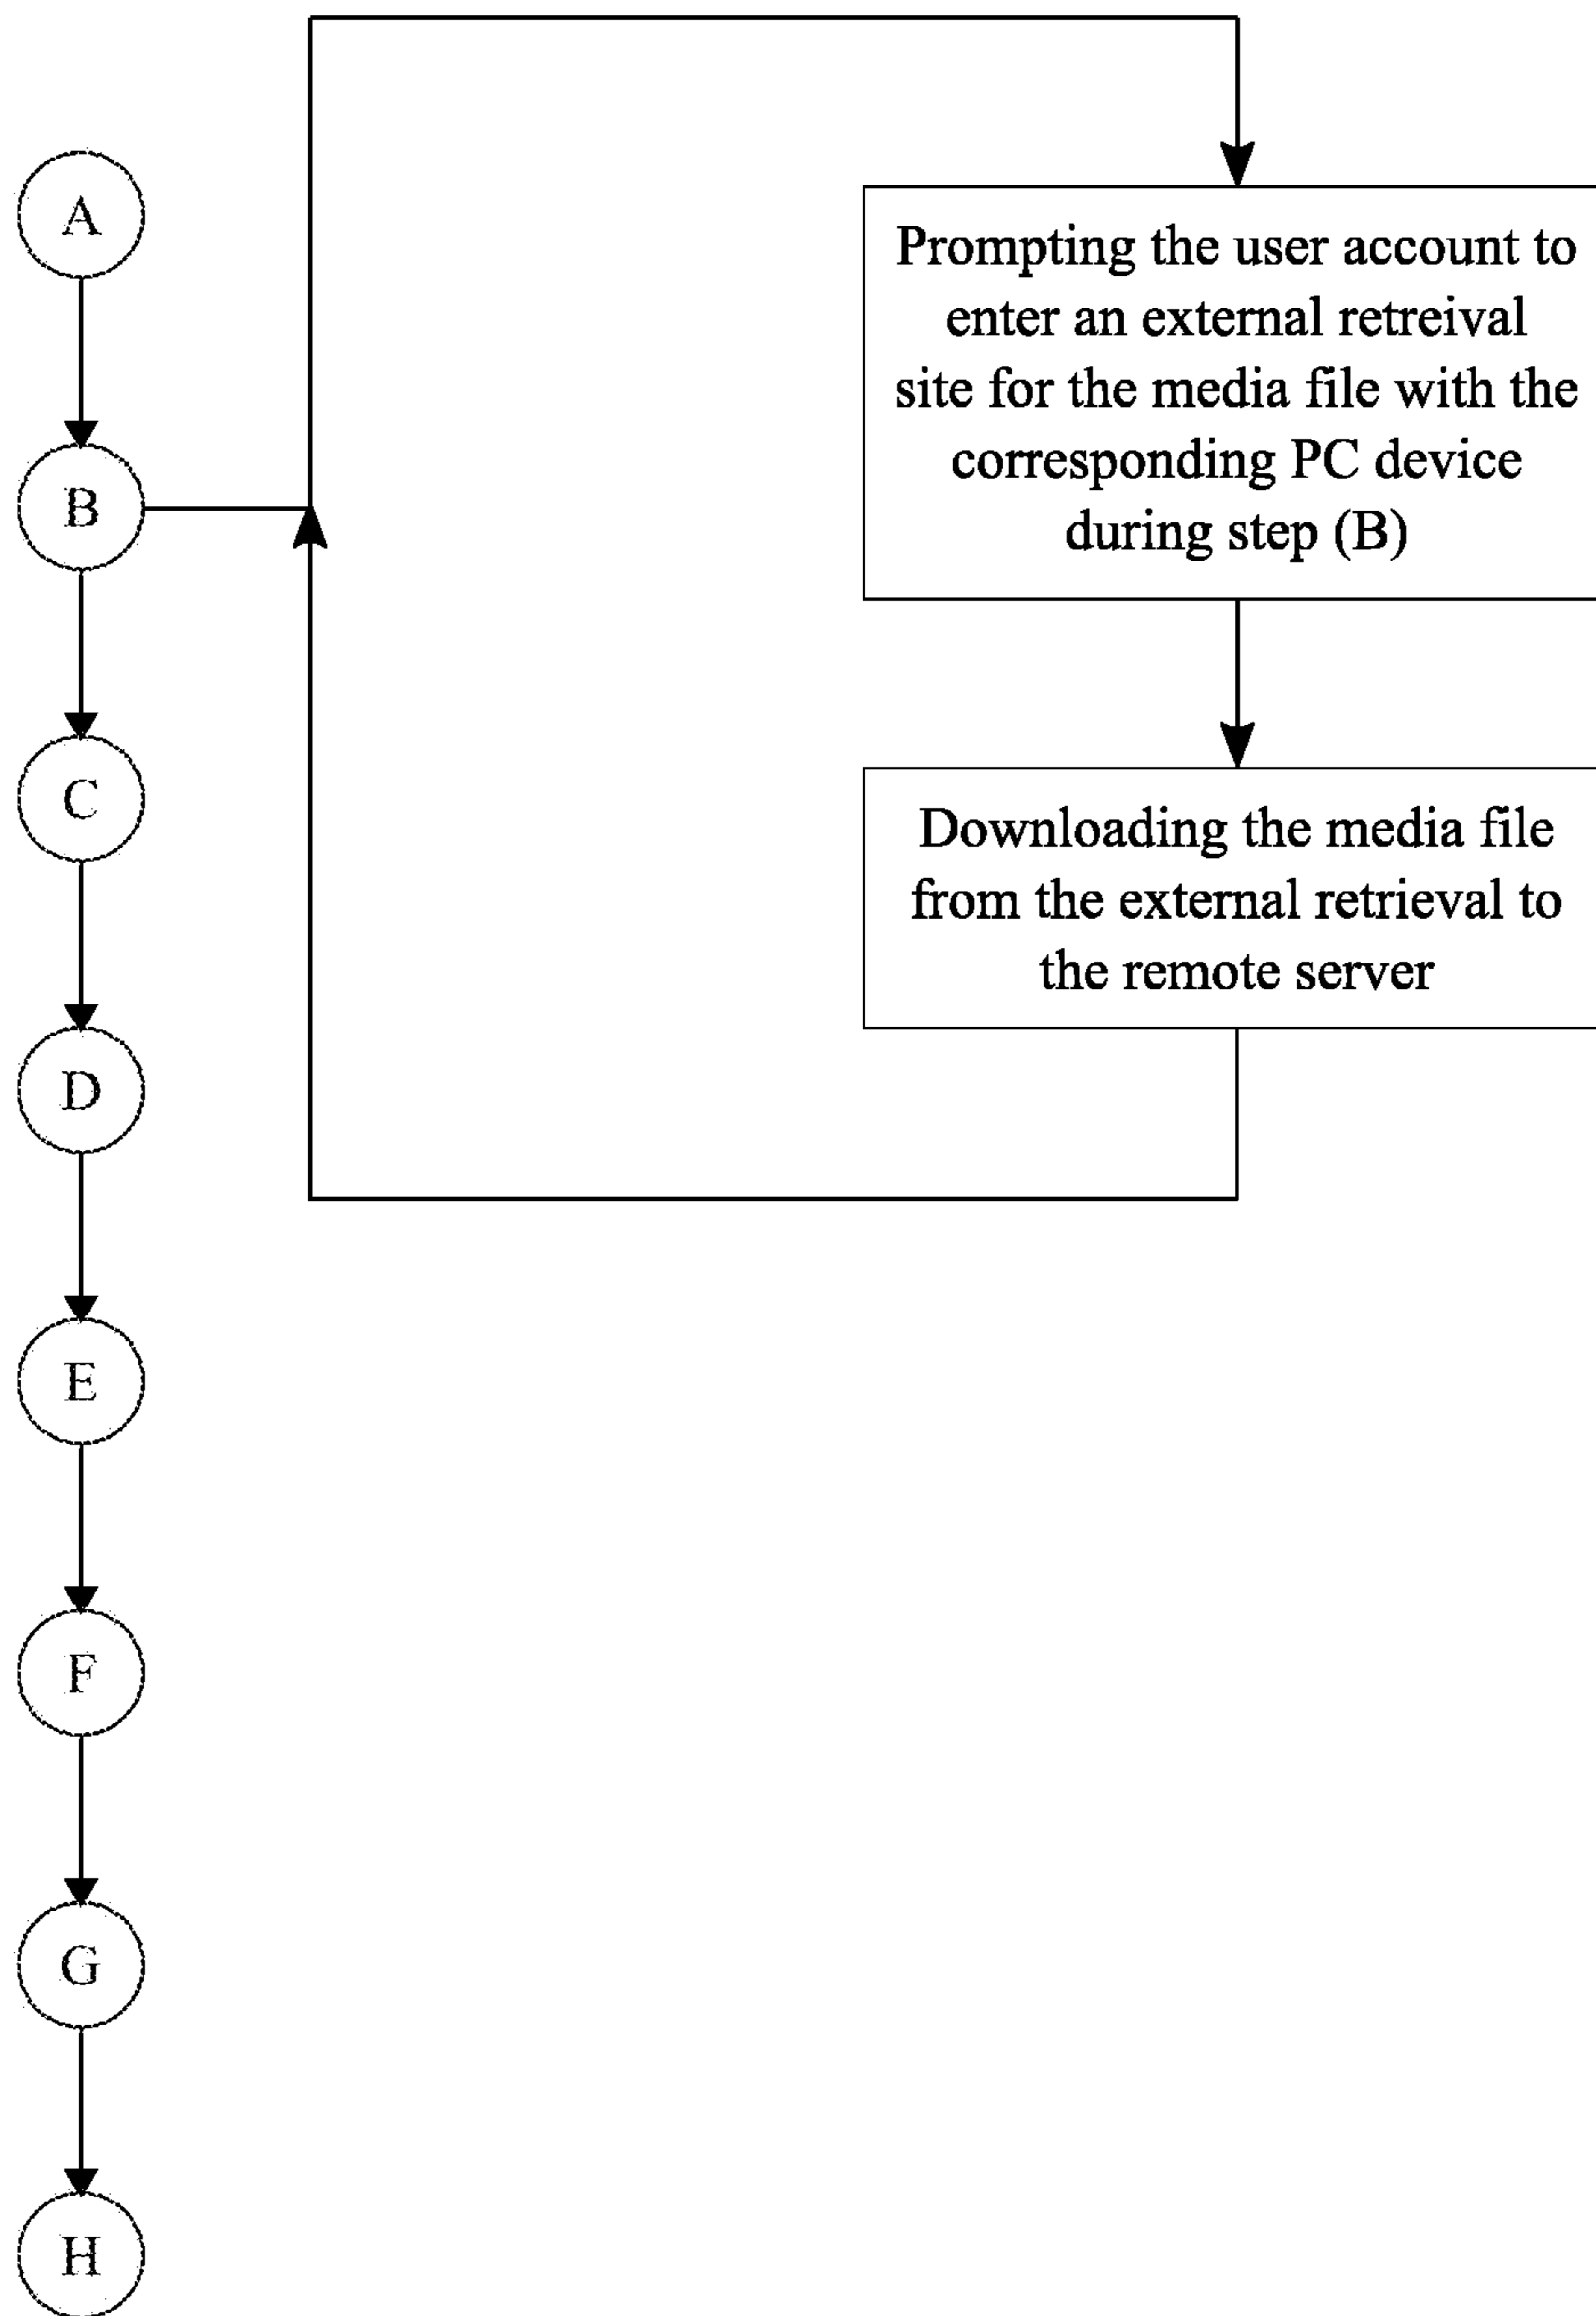 A
B
C
D
E
F
G
H
Prompting the user account to
enter an external retreival
site for the media file with the
corresponding PC device
during step (B)
Downloading the media file
from the external retrieval to
the remote server